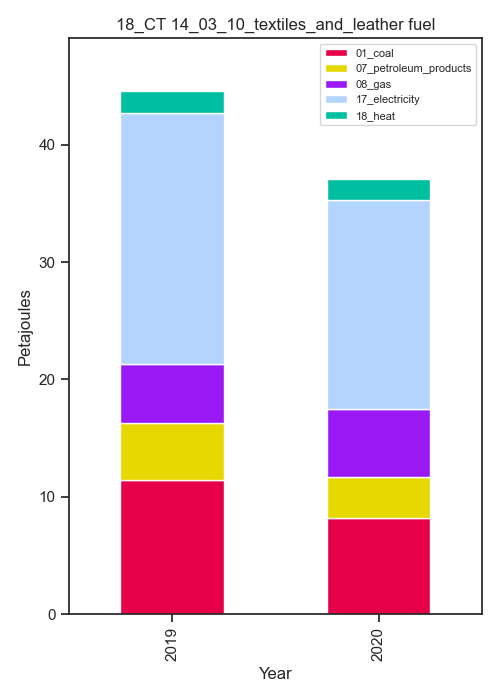 18_CT 14_03_10_textiles_and_leather fuel
01_coal
07_petroleum_products
08_gas
17_electricity
18_heat
40
30
20
10
0
Petajoules
2019
2020
Year